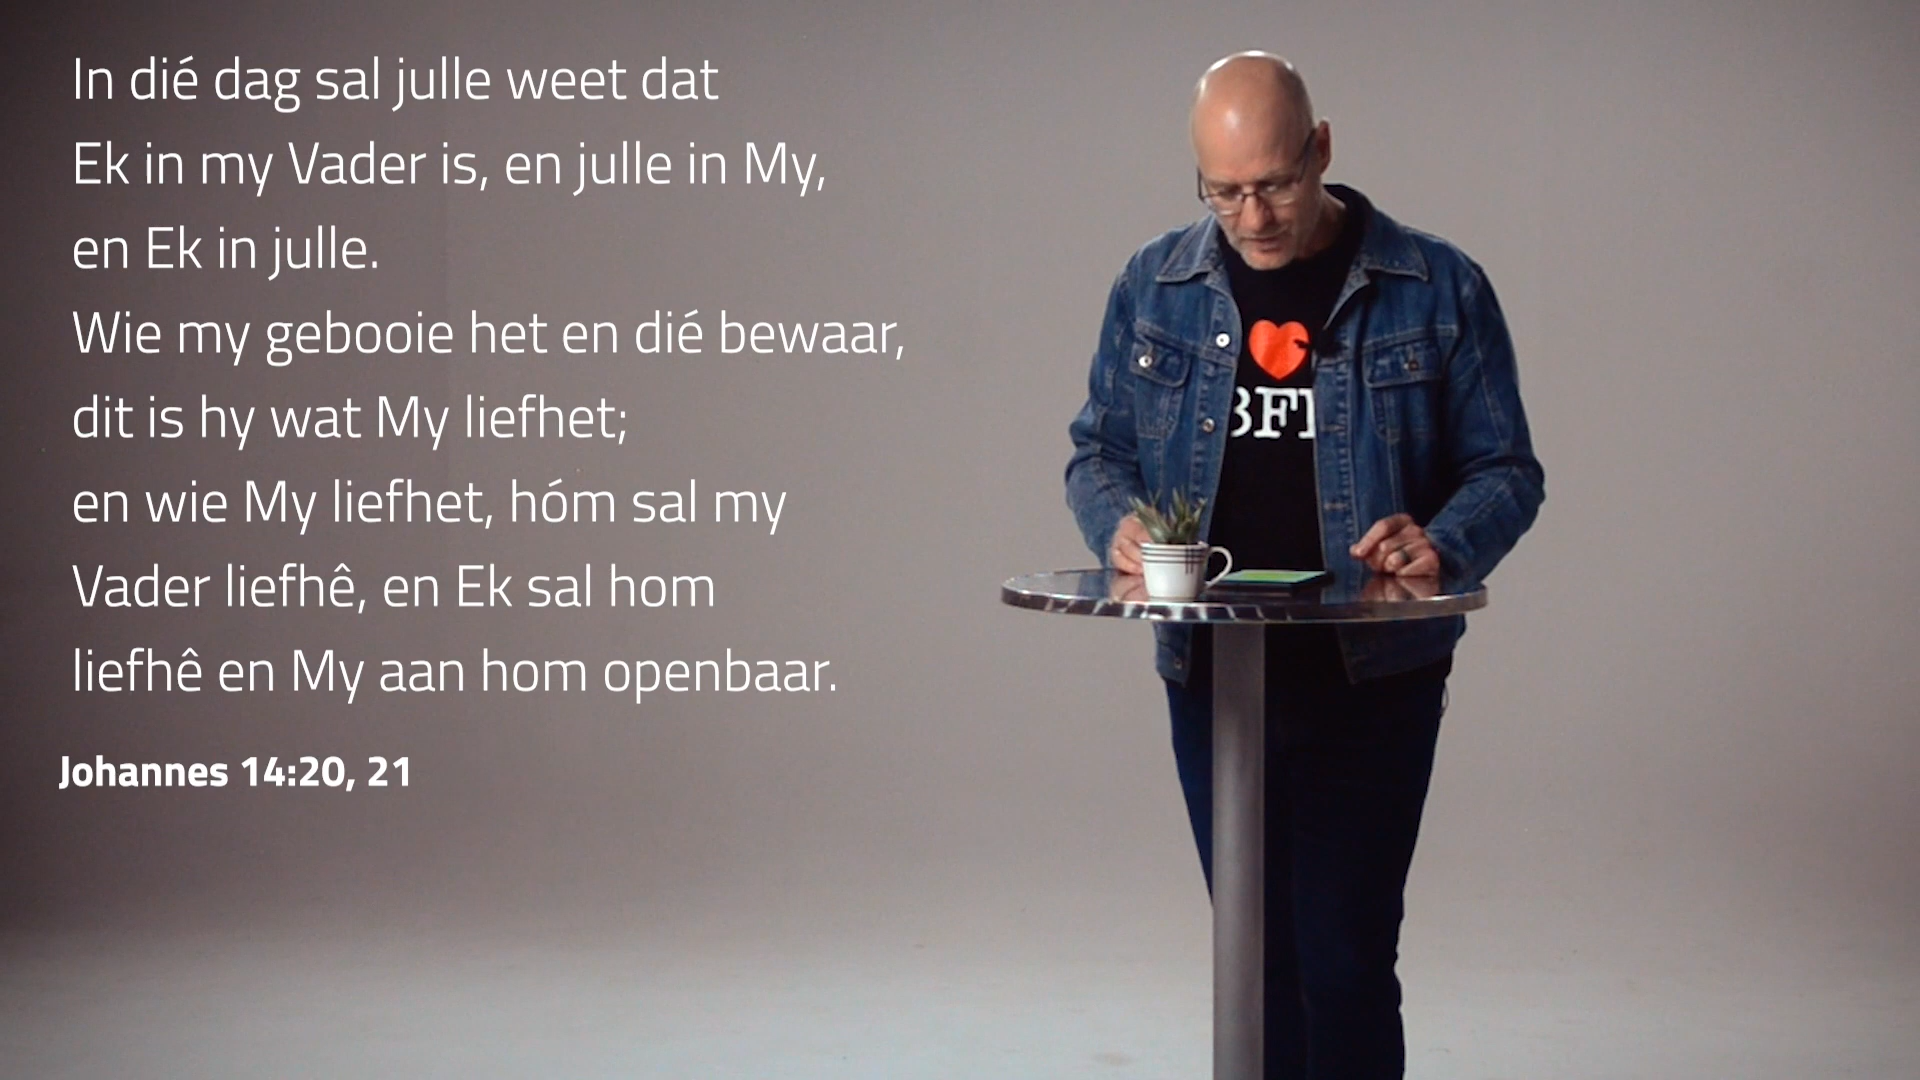 In dié dag sal julle weet dat
Ek in my Vader is, en julle in My,
en Ek in julle.
Wie my gebooie het en dié bewaar,
dit is hy wat My liefhet;
en wie My liefhet, hóm sal my
Vader liefhê, en Ek sal hom
liefhê en My aan hom openbaar.
Johannes 14:20, 21